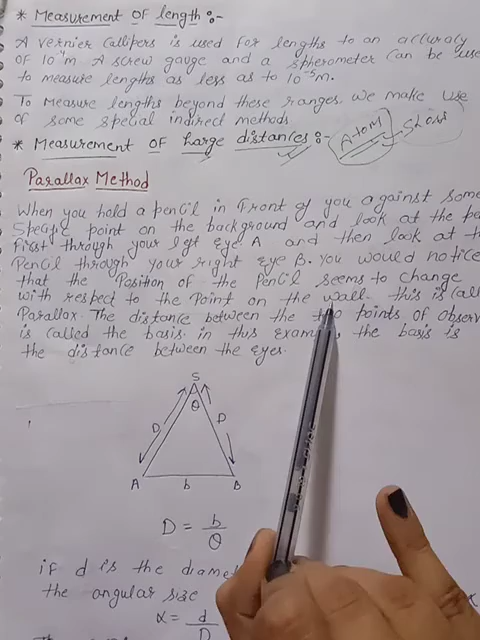 * Measurement of length :-
A Vernier Callipers is used for lengths to an accuracy
of 10⁻⁴m A screw gauge and a spherometer can be use
to measure lengths as less as to 10⁻⁵m.
To measure lengths beyond these ranges, we make use
of some special indirect methods
* Measurement of Large distances :-
Atom
Parallax Method
When you hold a pencil in front of you against some
specific point on the background and look at the pe
first through your left Eye A and then look at t
Pencil through your right Eye B. You would notice
that the Position of the Pencil seems to change
with respect to the Point on the wall. this is call
Parallax. The distance between the two points of observ
is called the basis. in this example, the basis is
the distance between the eyes.
S
θ
D D
A b B
D = b/θ
if d is the diame
the angular size
α = d/D